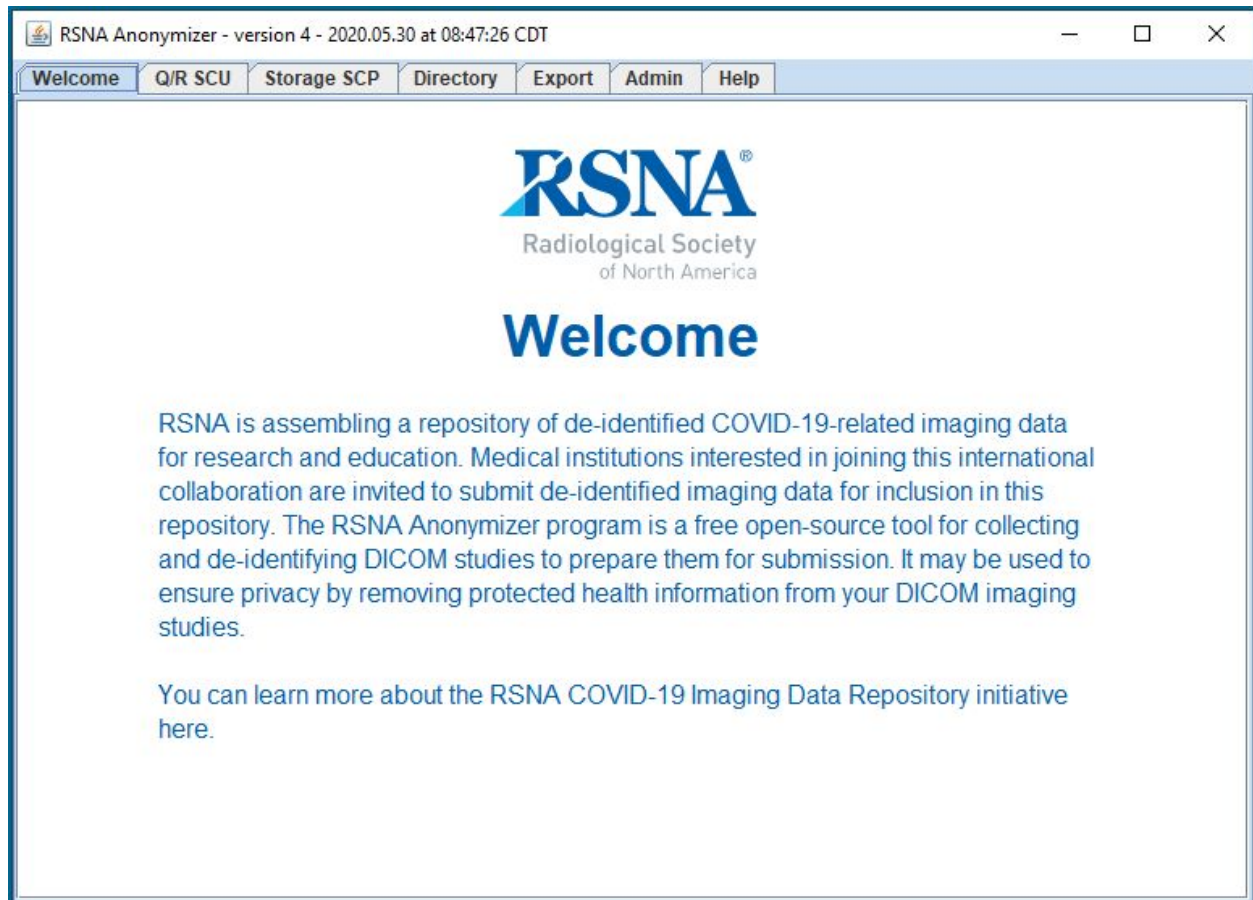 RSNA Anonymizer - version 4 - 2020.05.30 at 08:47:26 CDT
Welcome Q/R SCU Storage SCP Directory Export Admin Help
RSNA®
Radiological Society
of North America
Welcome
RSNA is assembling a repository of de-identified COVID-19-related imaging data
for research and education. Medical institutions interested in joining this international
collaboration are invited to submit de-identified imaging data for inclusion in this
repository. The RSNA Anonymizer program is a free open-source tool for collecting
and de-identifying DICOM studies to prepare them for submission. It may be used to
ensure privacy by removing protected health information from your DICOM imaging
studies.
You can learn more about the RSNA COVID-19 Imaging Data Repository initiative
here.